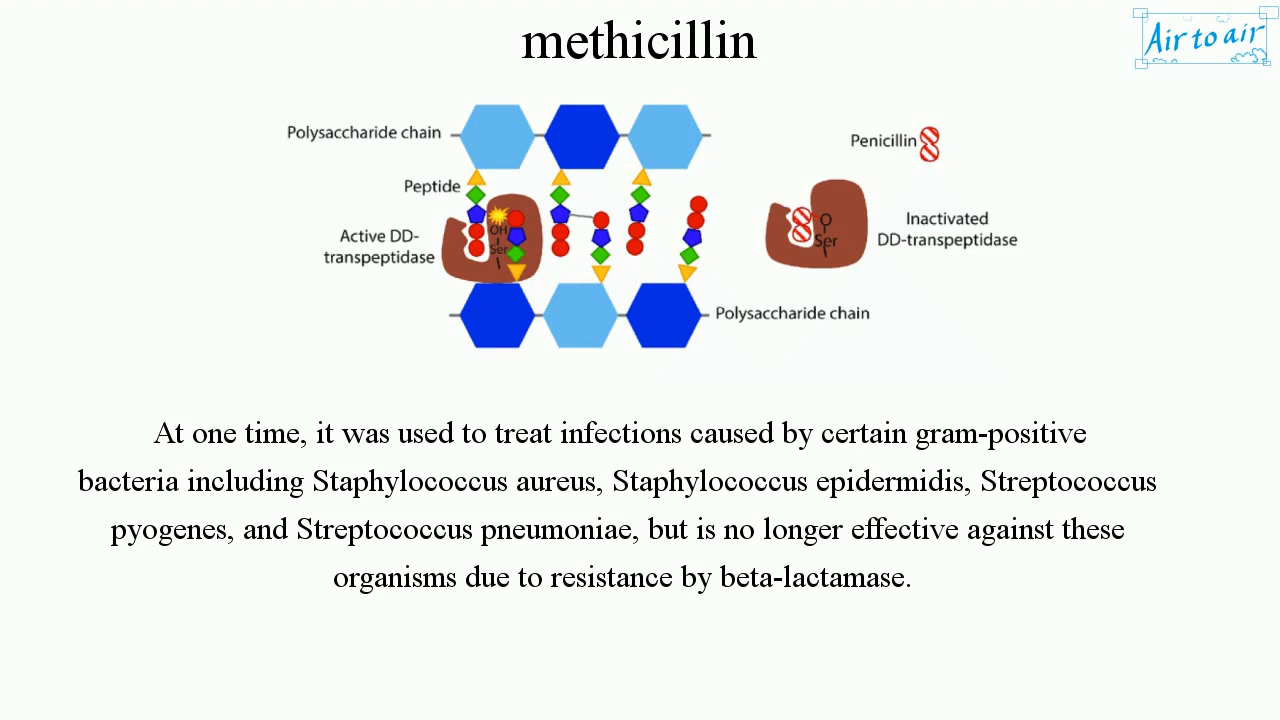 methicillin
Air to air
Polysaccharide chain
Penicillin
Peptide
Active DD-
transpeptidase
OH
Ser
O
Ser
Inactivated
DD-transpeptidase
Polysaccharide chain
At one time, it was used to treat infections caused by certain gram-positive
bacteria including Staphylococcus aureus, Staphylococcus epidermidis, Streptococcus
pyogenes, and Streptococcus pneumoniae, but is no longer effective against these
organisms due to resistance by beta-lactamase.